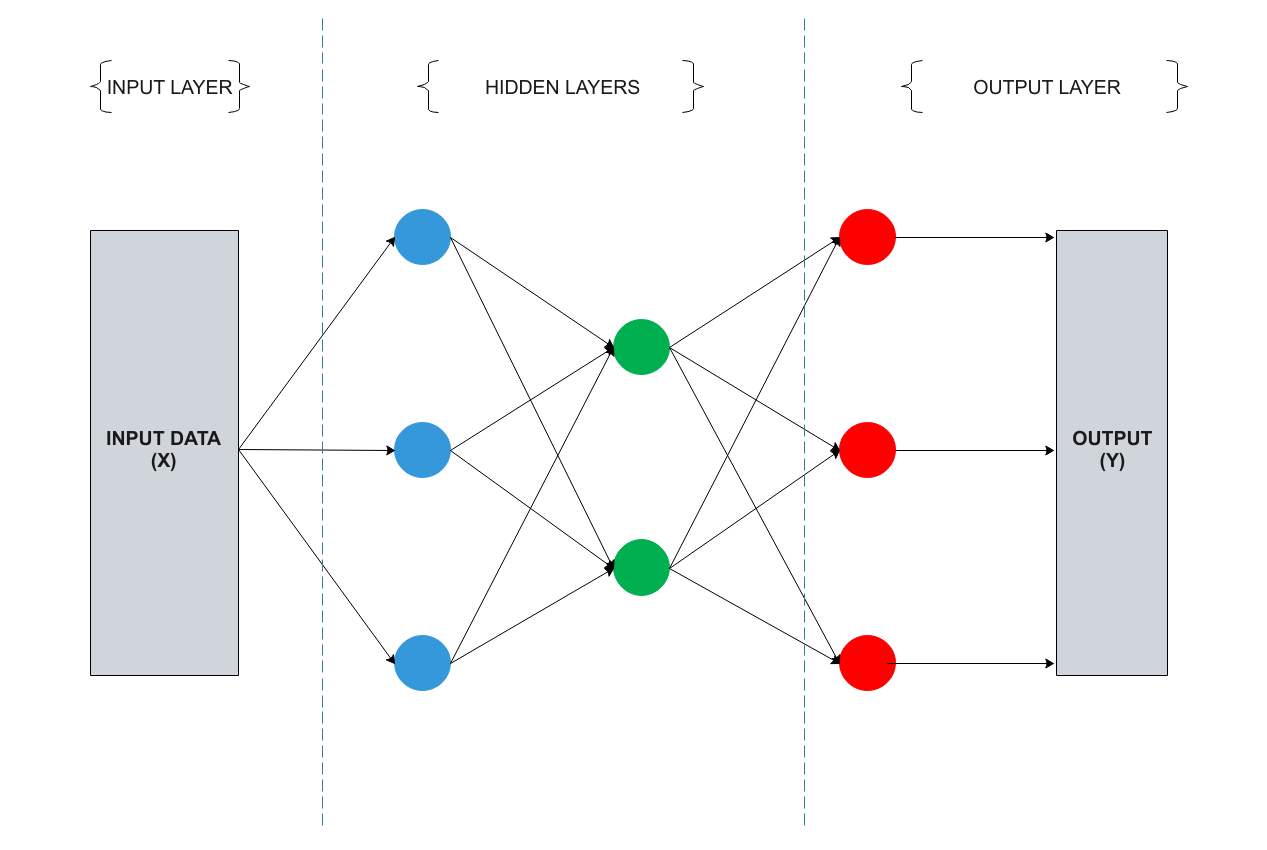 INPUT LAYER
HIDDEN LAYERS
OUTPUT LAYER
INPUT DATA
(X)
OUTPUT
(Y)